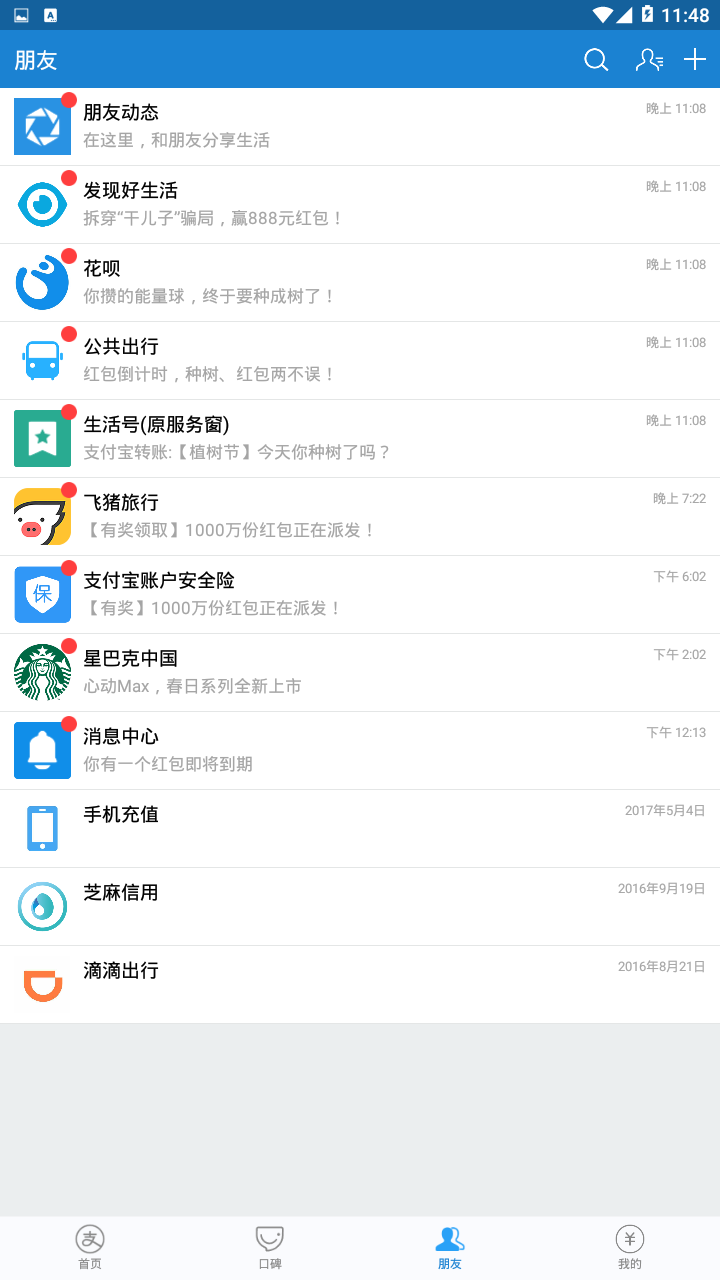 11:48
朋友
朋友动态
晚上 11:08
在这里，和朋友分享生活
发现好生活
晚上 11:08
拆穿“干儿子”骗局，赢888元红包！
花呗
晚上 11:08
你攒的能量球，终于要种成树了！
公共出行
晚上 11:08
红包倒计时，种树、红包两不误！
生活号(原服务窗)
晚上 11:08
支付宝转账:【植树节】今天你种树了吗？
飞猪旅行
晚上 7:22
【有奖领取】1000万份红包正在派发！
保
支付宝账户安全险
下午 6:02
【有奖】1000万份红包正在派发！
星巴克中国
下午 2:02
心动Max，春日系列全新上市
消息中心
下午 12:13
你有一个红包即将到期
手机充值
2017年5月4日
芝麻信用
2016年9月19日
滴滴出行
2016年8月21日
首页
口碑
朋友
我的